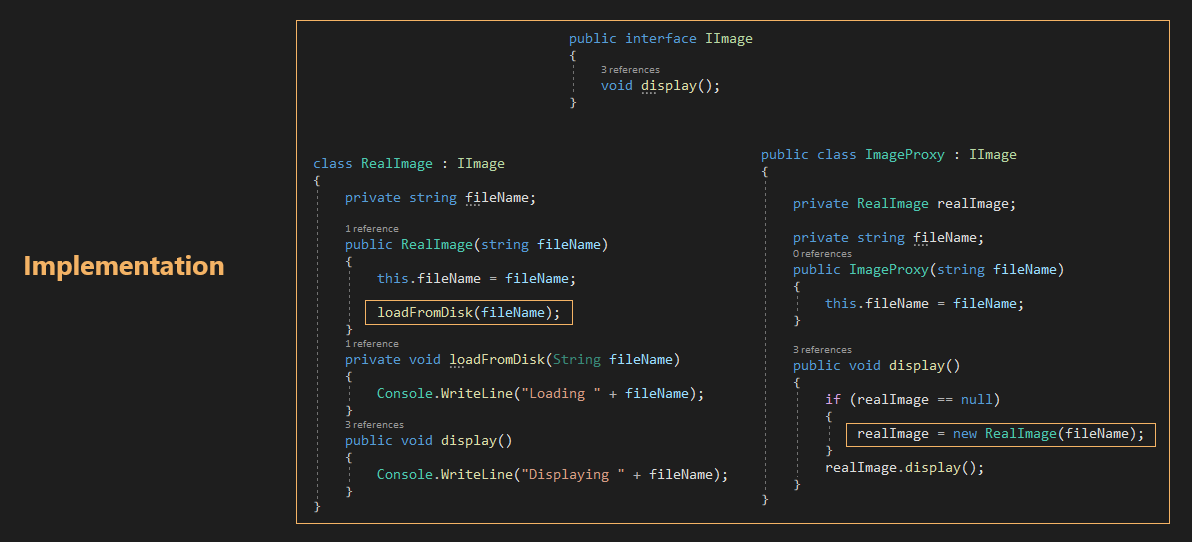 Implementation
public interface IImage
{
3 references
void display();
}
class RealImage : IImage
{
private string fileName;
1 reference
public RealImage(string fileName)
{
this.fileName = fileName;
loadFromDisk(fileName);
}
1 reference
private void loadFromDisk(String fileName)
{
Console.WriteLine("Loading " + fileName);
}
3 references
public void display()
{
Console.WriteLine("Displaying " + fileName);
}
}
public class ImageProxy : IImage
{
private RealImage realImage;
private string fileName;
0 references
public ImageProxy(string fileName)
{
this.fileName = fileName;
}
3 references
public void display()
{
if (realImage == null)
{
realImage = new RealImage(fileName);
}
realImage.display();
}
}